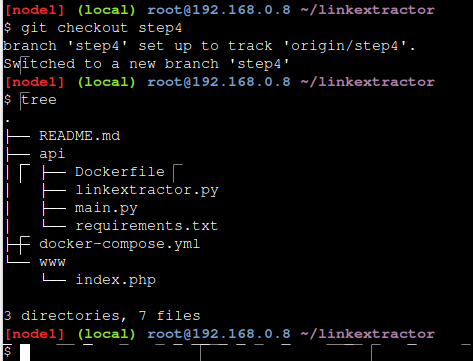 [node1] (local) root@192.168.0.8 ~/linkextractor
$ git checkout step4
branch 'step4' set up to track 'origin/step4'.
Switched to a new branch 'step4'
[node1] (local) root@192.168.0.8 ~/linkextractor
$ tree
.
├── README.md
├── api
│   ├── Dockerfile
│   ├── linkextractor.py
│   ├── main.py
│   └── requirements.txt
├── docker-compose.yml
└── www
    └── index.php
3 directories, 7 files
[node1] (local) root@192.168.0.8 ~/linkextractor
$